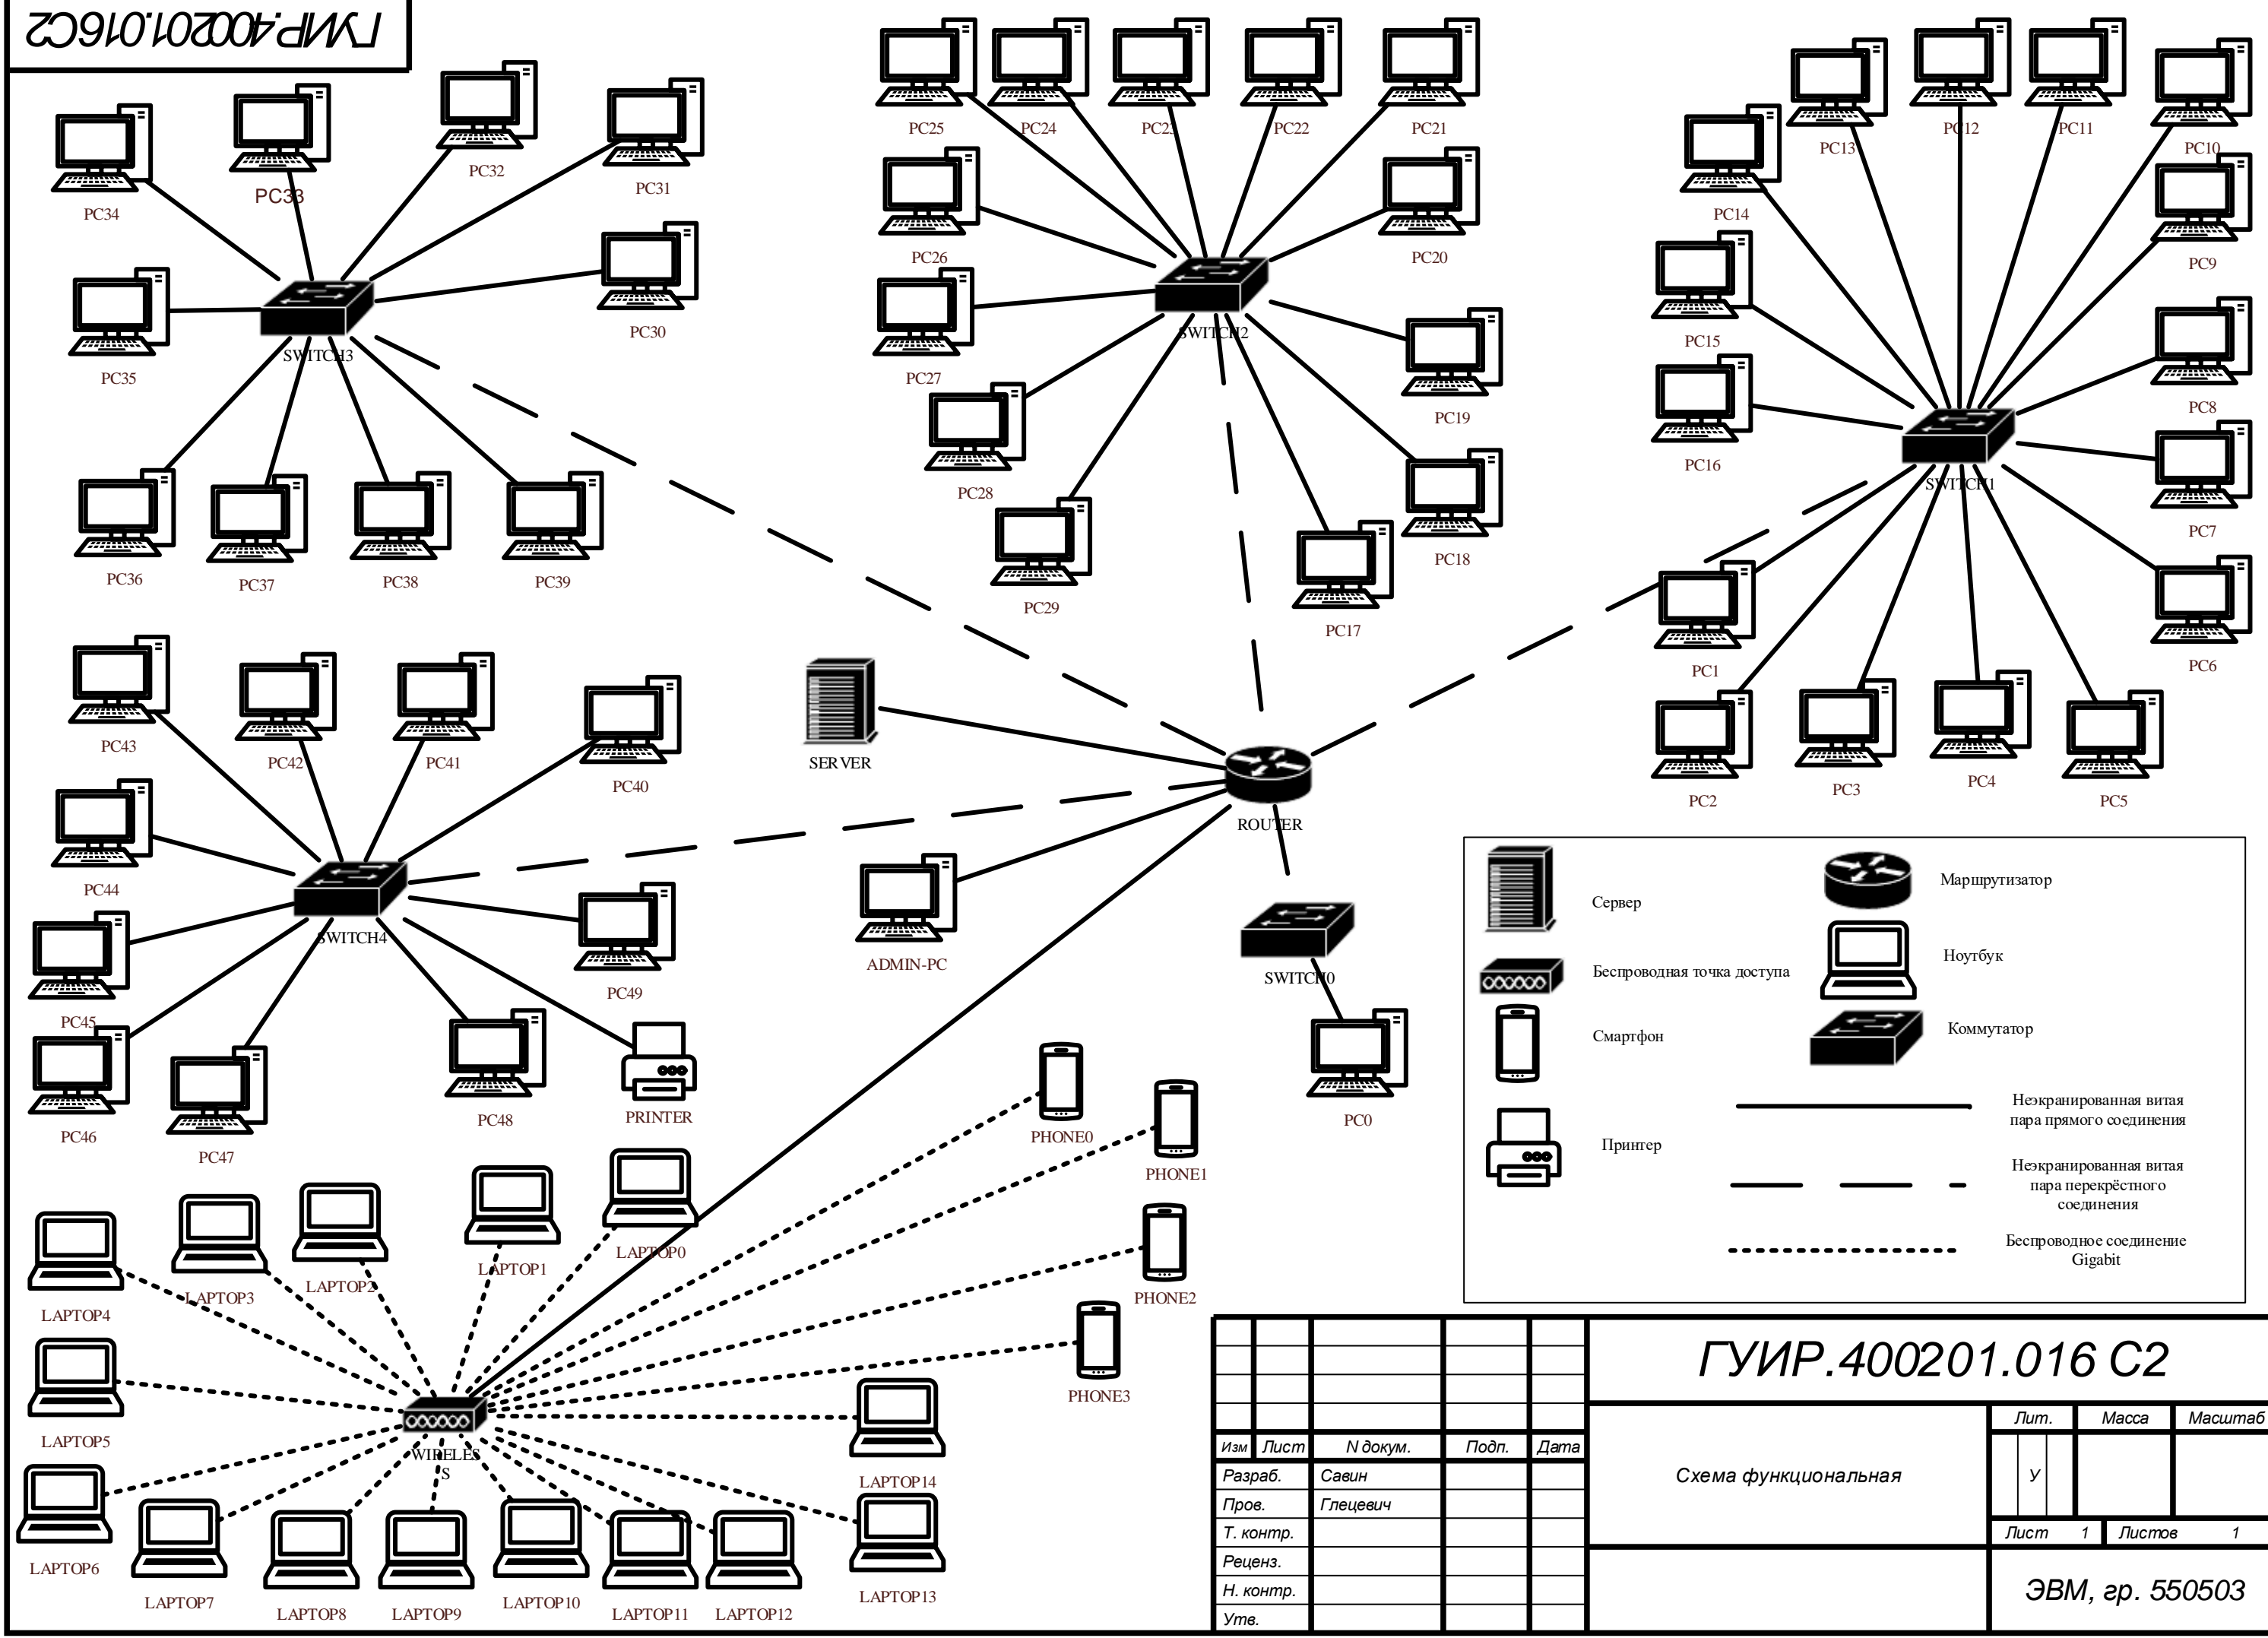 ГУИР.400201.016С2
PC25
PC24
PC23
PC22
PC21
PC13
PC12
PC11
PC10
PC34
PC33
PC32
PC31
PC14
PC26
PC20
PC9
PC35
SWITCH3
PC30
PC27
SWITCH2
PC19
PC15
PC8
PC28
PC18
PC16
SWITCH1
PC7
PC36
PC37
PC38
PC39
PC29
PC17
PC1
PC6
PC43
PC42
PC41
PC40
SERVER
ROUTER
PC2
PC3
PC4
PC5
PC44
SWITCH4
PC49
ADMIN-PC
SWITCH0
PC45
PC46
PC47
PC48
PRINTER
PHONE0
PHONE1
PC0
Сервер
Маршрутизатор
Беспроводная точка доступа
Ноутбук
Смартфон
Коммутатор
Принтер
Неэкранированная витая
пара прямого соединения
Неэкранированная витая
пара перекрёстного
соединения
Беспроводное соединение
Gigabit
LAPTOP4
LAPTOP3
LAPTOP2
LAPTOP1
LAPTOP0
PHONE2
PHONE3
LAPTOP5
WIRELES
S
LAPTOP14
LAPTOP6
LAPTOP7
LAPTOP8
LAPTOP9
LAPTOP10
LAPTOP11
LAPTOP12
LAPTOP13
ГУИР.400201.016 С2
Лит. Масса Масштаб
Изм Лист N докум. Подп. Дата
Разраб. Савин
Схема функциональная
У
Пров. Глецевич
Т. контр.
Лист 1 Листов 1
Реценз.
Н. контр.
ЭВМ, гр. 550503
Утв.